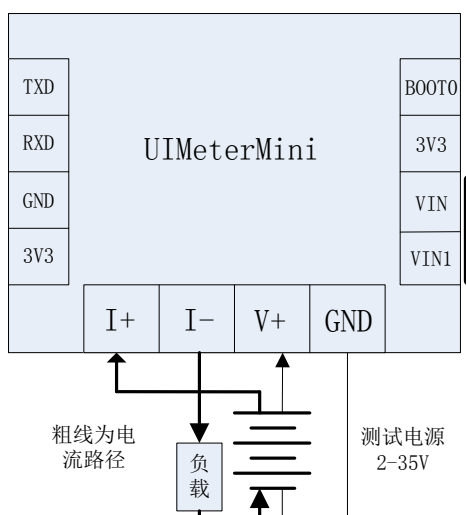 TXD
RXD
GND
3V3
UIMeterMini
BOOT0
3V3
VIN
VIN1
I+
I-
V+
GND
粗线为电
流路径
负
载
测试电源
2-35V